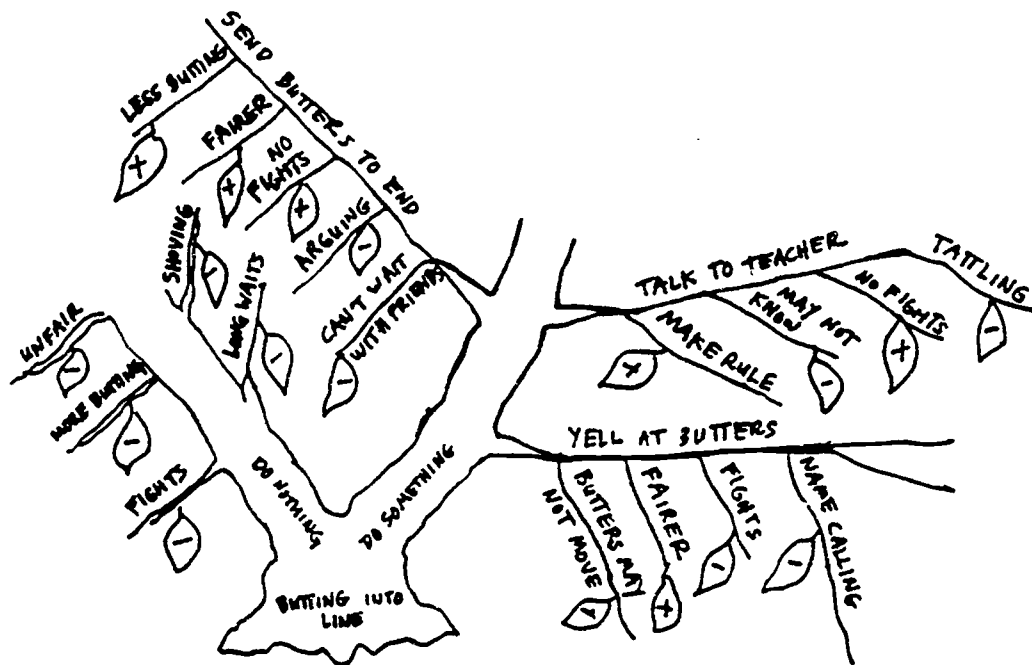 SEND BUTTERS TO END
LESS BUTTING
+
FAIRER
+
NO
FIGHTS
+
ARGUING
-
CAN'T WAIT
WITH FRIENDS
-
SHOVING
-
LONG WAITS
-
UNFAIR
-
MORE BUTTING
-
FIGHTS
-
DO NOTHING
DO SOMETHING
TALK TO TEACHER
MAKE RULE
+
MAY NOT
KNOW
-
NO FIGHTS
+
TATTLING
-
YELL AT BUTTERS
BUTTERS MAY
NOT MOVE
-
FAIRER
+
FIGHTS
-
NAME CALLING
-
BUTTING INTO
LINE